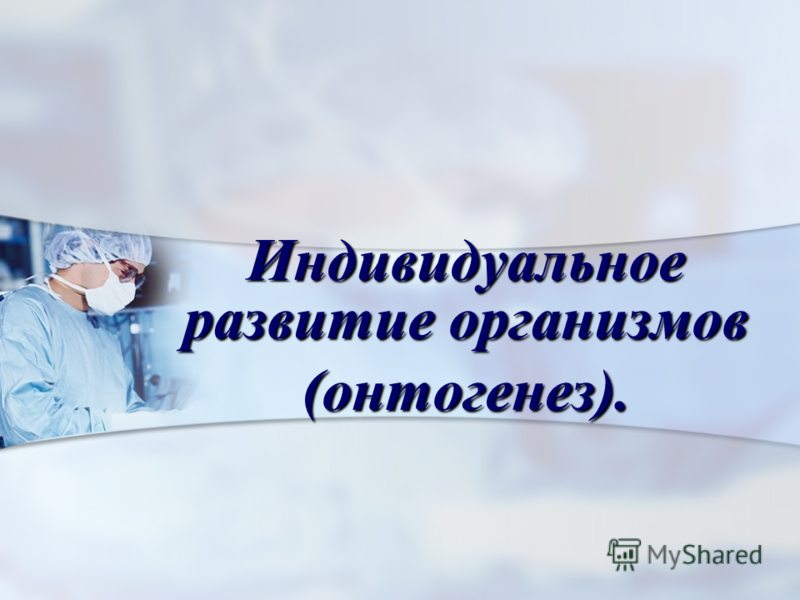 Индивидуальное
развитие организмов
(онтогенез).
MyShared